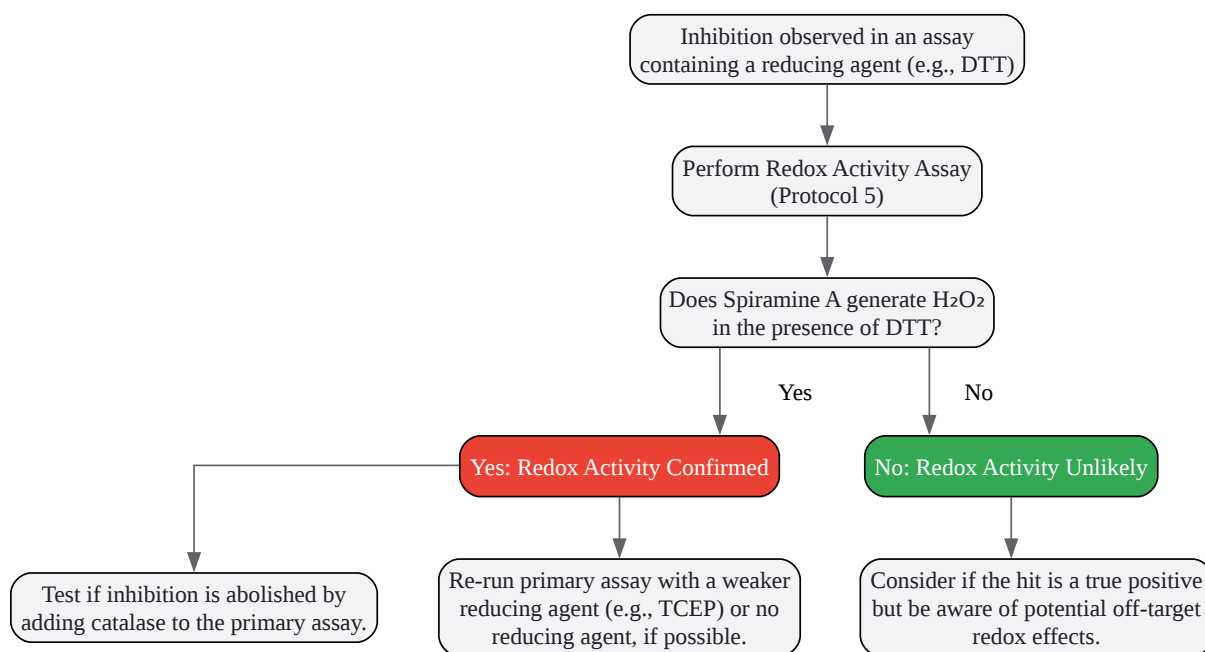 Inhibition observed in an assay
containing a reducing agent (e.g., DTT)
Perform Redox Activity Assay
(Protocol 5)
Does Spiramine A generate H₂O₂
in the presence of DTT?
Yes
No
Yes: Redox Activity Confirmed
No: Redox Activity Unlikely
Test if inhibition is abolished by
adding catalase to the primary assay.
Re-run primary assay with a weaker
reducing agent (e.g., TCEP) or no
reducing agent, if possible.
Consider if the hit is a true positive
but be aware of potential off-target
redox effects.